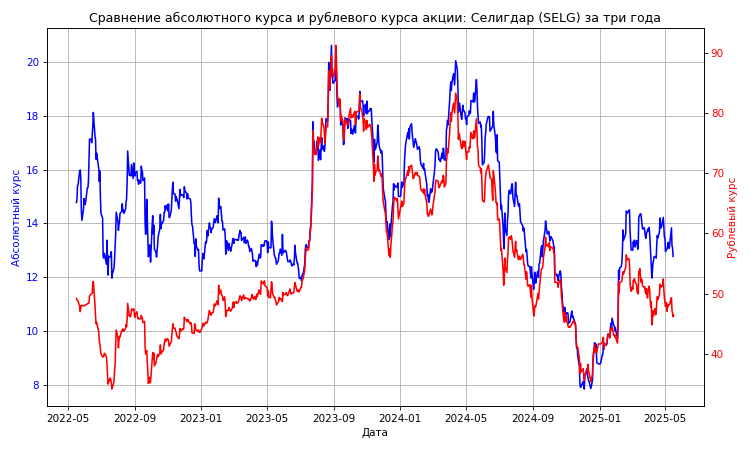 Сравнение абсолютного курса и рублевого курса акции: Селигдар (SELG) за три года
Абсолютный курс
20
18
16
14
12
10
8
Рублевый курс
90
80
70
60
50
40
2022-05 2022-09 2023-01 2023-05 2023-09 2024-01 2024-05 2024-09 2025-01 2025-05
Дата